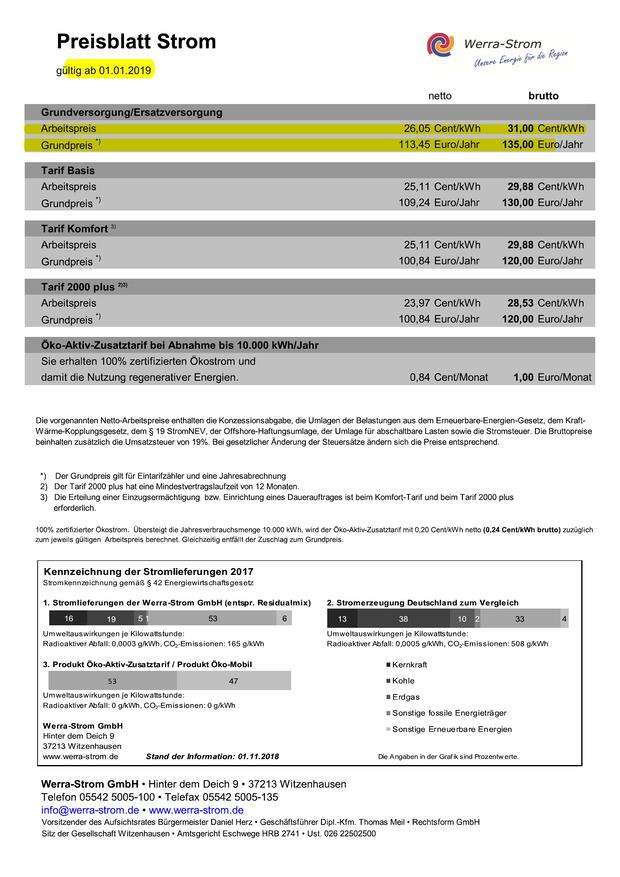 Preisblatt Strom
gültig ab 01.01.2019
Werra-Strom
Unsere Energie für die Region
netto brutto
Grundversorgung/Ersatzversorgung
Arbeitspreis 26,05 Cent/kWh 31,00 Cent/kWh
Grundpreis *) 113,45 Euro/Jahr 135,00 Euro/Jahr
Tarif Basis
Arbeitspreis 25,11 Cent/kWh 29,88 Cent/kWh
Grundpreis *) 109,24 Euro/Jahr 130,00 Euro/Jahr
Tarif Komfort 3)
Arbeitspreis 25,11 Cent/kWh 29,88 Cent/kWh
Grundpreis *) 100,84 Euro/Jahr 120,00 Euro/Jahr
Tarif 2000 plus 2)3)
Arbeitspreis 23,97 Cent/kWh 28,53 Cent/kWh
Grundpreis *) 100,84 Euro/Jahr 120,00 Euro/Jahr
Öko-Aktiv-Zusatztarif bei Abnahme bis 10.000 kWh/Jahr
Sie erhalten 100% zertifizierten Ökostrom und
damit die Nutzung regenerativer Energien. 0,84 Cent/Monat 1,00 Euro/Monat
Die vorgenannten Netto-Arbeitspreise enthalten die Konzessionsabgabe, die Umlagen der Belastungen aus dem Erneuerbare-Energien-Gesetz, dem Kraft-
Wärme-Kopplungsgesetz, dem § 19 StromNEV, der Offshore-Haftungsumlage, der Umlage für abschaltbare Lasten sowie die Stromsteuer. Die Bruttopreise
beinhalten zusätzlich die Umsatzsteuer von 19%. Bei gesetzlicher Änderung der Steuersätze ändern sich die Preise entsprechend.
*) Der Grundpreis gilt für Eintarifzähler und eine Jahresabrechnung
2) Der Tarif 2000 plus hat eine Mindestvertragslaufzeit von 12 Monaten.
3) Die Erteilung einer Einzugsermächtigung bzw. Einrichtung eines Dauerauftrages ist beim Komfort-Tarif und beim Tarif 2000 plus
erforderlich.
100% zertifizierten Ökostrom. Übersteigt die Jahresverbrauchsmenge 10.000 kWh, wird der Öko-Aktiv-Zusatztarif mit 0,20 Cent/kWh netto (0,24 Cent/kWh brutto) zuzüglich
zum jeweils gültigen Arbeitspreis berechnet. Gleichzeitig entfällt der Zuschlag zum Grundpreis.
Kennzeichnung der Stromlieferungen 2017
Stromkennzeichnung gemäß § 42 Energiewirtschaftsgesetz
1. Stromlieferungen der Werra-Strom GmbH (entspr. Residualmix)
16 19 5 1 53 6
Umweltauswirkungen je Kilowattstunde:
Radioaktiver Abfall: 0,0003 g/kWh, CO2-Emissionen: 165 g/kWh
2. Stromerzeugung Deutschland zum Vergleich
13 38 10 2 33 4
Umweltauswirkungen je Kilowattstunde:
Radioaktiver Abfall: 0,0005 g/kWh, CO2-Emissionen: 508 g/kWh
3. Produkt Öko-Aktiv-Zusatztarif / Produkt Öko-Mobil
53 47
Umweltauswirkungen je Kilowattstunde:
Radioaktiver Abfall: 0 g/kWh, CO2-Emissionen: 0 g/kWh
Kernkraft
Kohle
Erdgas
Sonstige fossile Energieträger
Sonstige Erneuerbare Energien
Werra-Strom GmbH
Hinter dem Deich 9
37213 Witzenhausen
www.werra-strom.de Stand der Information: 01.11.2018 Die Angaben in der Grafik sind Prozentwerte.
Werra-Strom GmbH • Hinter dem Deich 9 • 37213 Witzenhausen
Telefon 05542 5005-100 • Telefax 05542 5005-135
info@werra-strom.de • www.werra-strom.de
Vorsitzender des Aufsichtsrates Bürgermeister Daniel Herz • Geschäftsführer Dipl.-Kfm. Thomas Meil • Rechtsform GmbH
Sitz der Gesellschaft Witzenhausen • Amtsgericht Eschwege HRB 2741 • Ust. 026 22502500